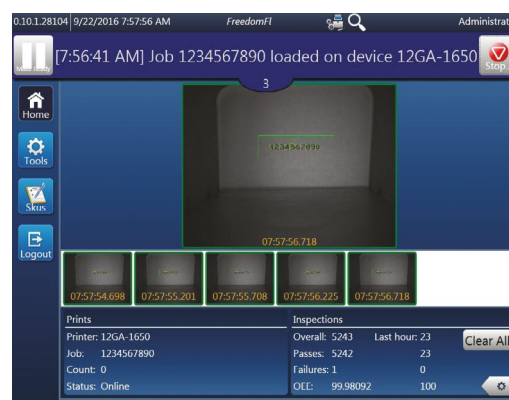 0.10.1.28104 9/22/2016 7:57:56 AM FreedomFl Administrat
[7:56:41 AM] Job 1234567890 loaded on device 12GA-1650
Stop
3
Home
Tools
Skus
Logout
1234567890
07:57:56.718
07:57:54.698 07:57:55.201 07:57:55.708 07:57:56.225 07:57:56.718
Prints
Printer: 12GA-1650
Job: 1234567890
Count: 0
Status: Online
Inspections
Overall: 5243 Last hour: 23
Passes: 5242 23
Failures: 1 0
OEE: 99.98092 100
Clear All